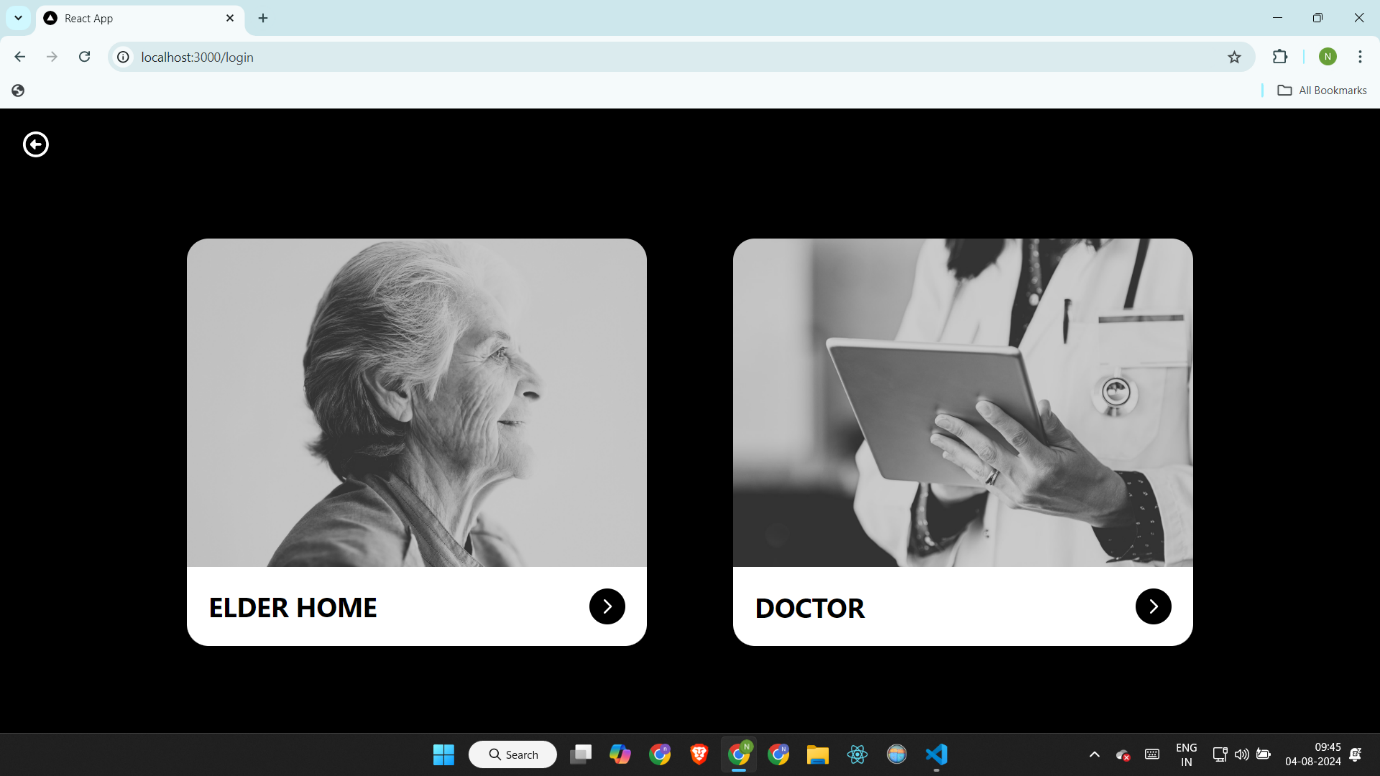 React App
localhost:3000/login
All Bookmarks
N
ELDER HOME
DOCTOR
Search
ENG
IN
09:45
04-08-2024